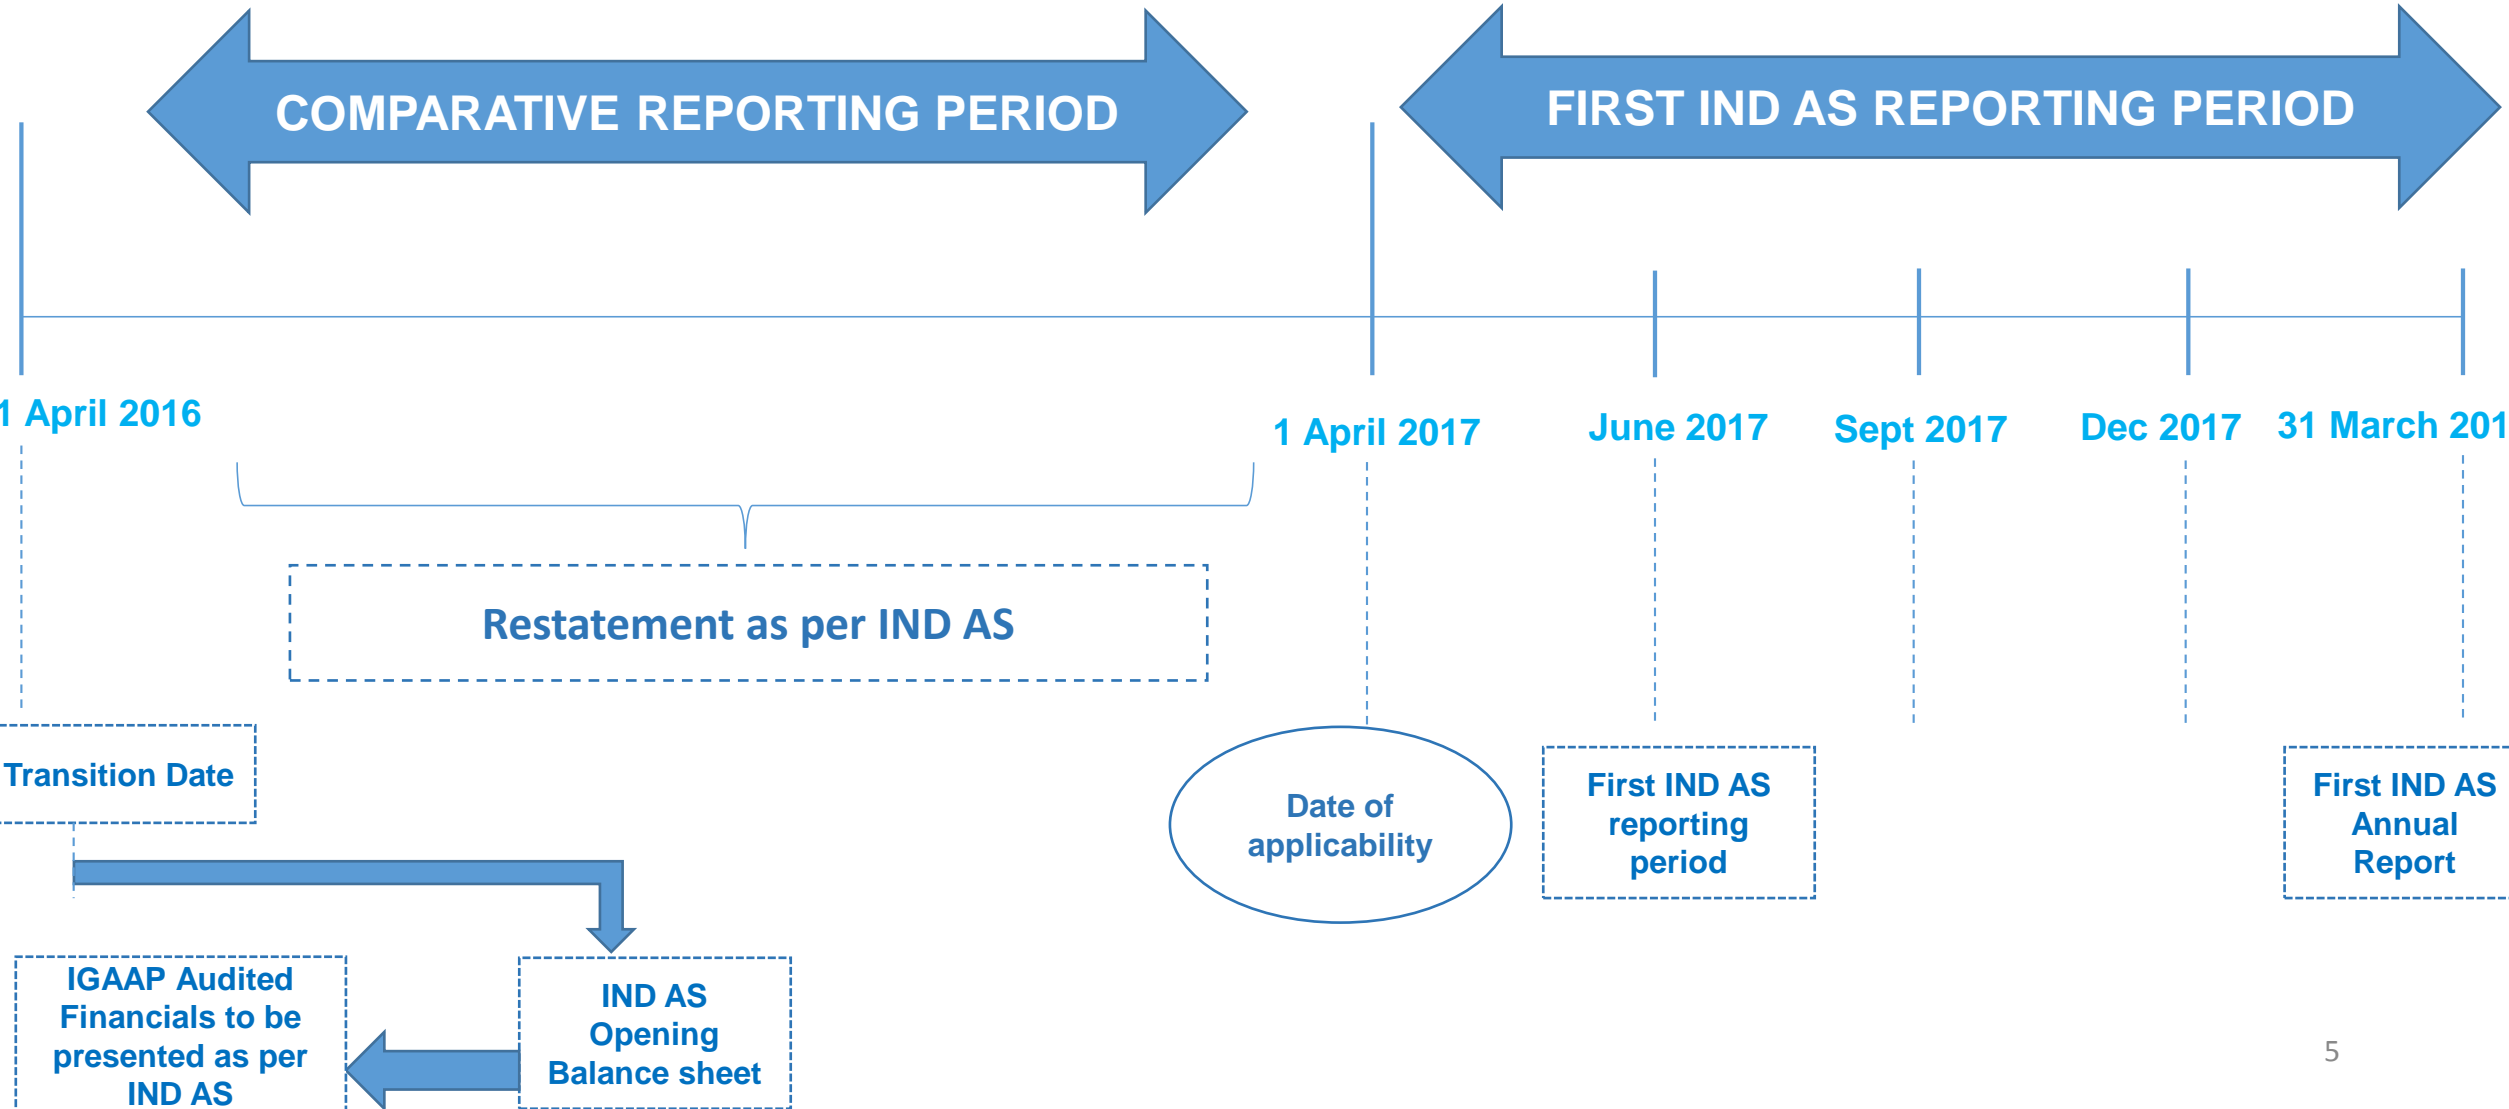 COMPARATIVE REPORTING PERIOD
FIRST IND AS REPORTING PERIOD
1 April 2016
1 April 2017
June 2017
Sept 2017
Dec 2017
31 March 201
Restatement as per IND AS
Transition Date
Date of
applicability
First IND AS
reporting
period
First IND AS
Annual
Report
IGAAP Audited
Financials to be
presented as per
IND AS
IND AS
Opening
Balance sheet
5